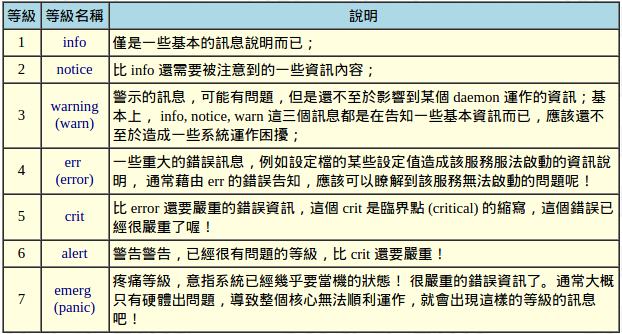 等級 等級名稱 說明
1 info 僅是一些基本的訊息說明而已；
2 notice 比 info 還需要被注意到的一些資訊內容；
3 warning (warn) 警示的訊息，可能有問題，但是還不至於影響到某個 daemon 運作的資訊；基
本上， info, notice, warn 這三個訊息都是在告知一些基本資訊而已，應該還不
至於造成一些系統運作困擾；
4 err (error) 一些重大的錯誤訊息，例如設定檔的某些設定值造成該服務服法啟動的資訊說
明， 通常藉由 err 的錯誤告知，應該可以瞭解到該服務無法啟動的問題呢！
5 crit 比 error 還要嚴重的錯誤資訊，這個 crit 是臨界點 (critical) 的縮寫，這個錯誤已
經很嚴重了喔！
6 alert 警告警告，已經很有問題的等級，比 crit 還要嚴重！
7 emerg (panic) 疼痛等級，意指系統已經幾乎要當機的狀態！ 很嚴重的錯誤資訊了。通常大概
只有硬體出問題，導致整個核心無法順利運作，就會出現這樣的等級的訊息
吧！